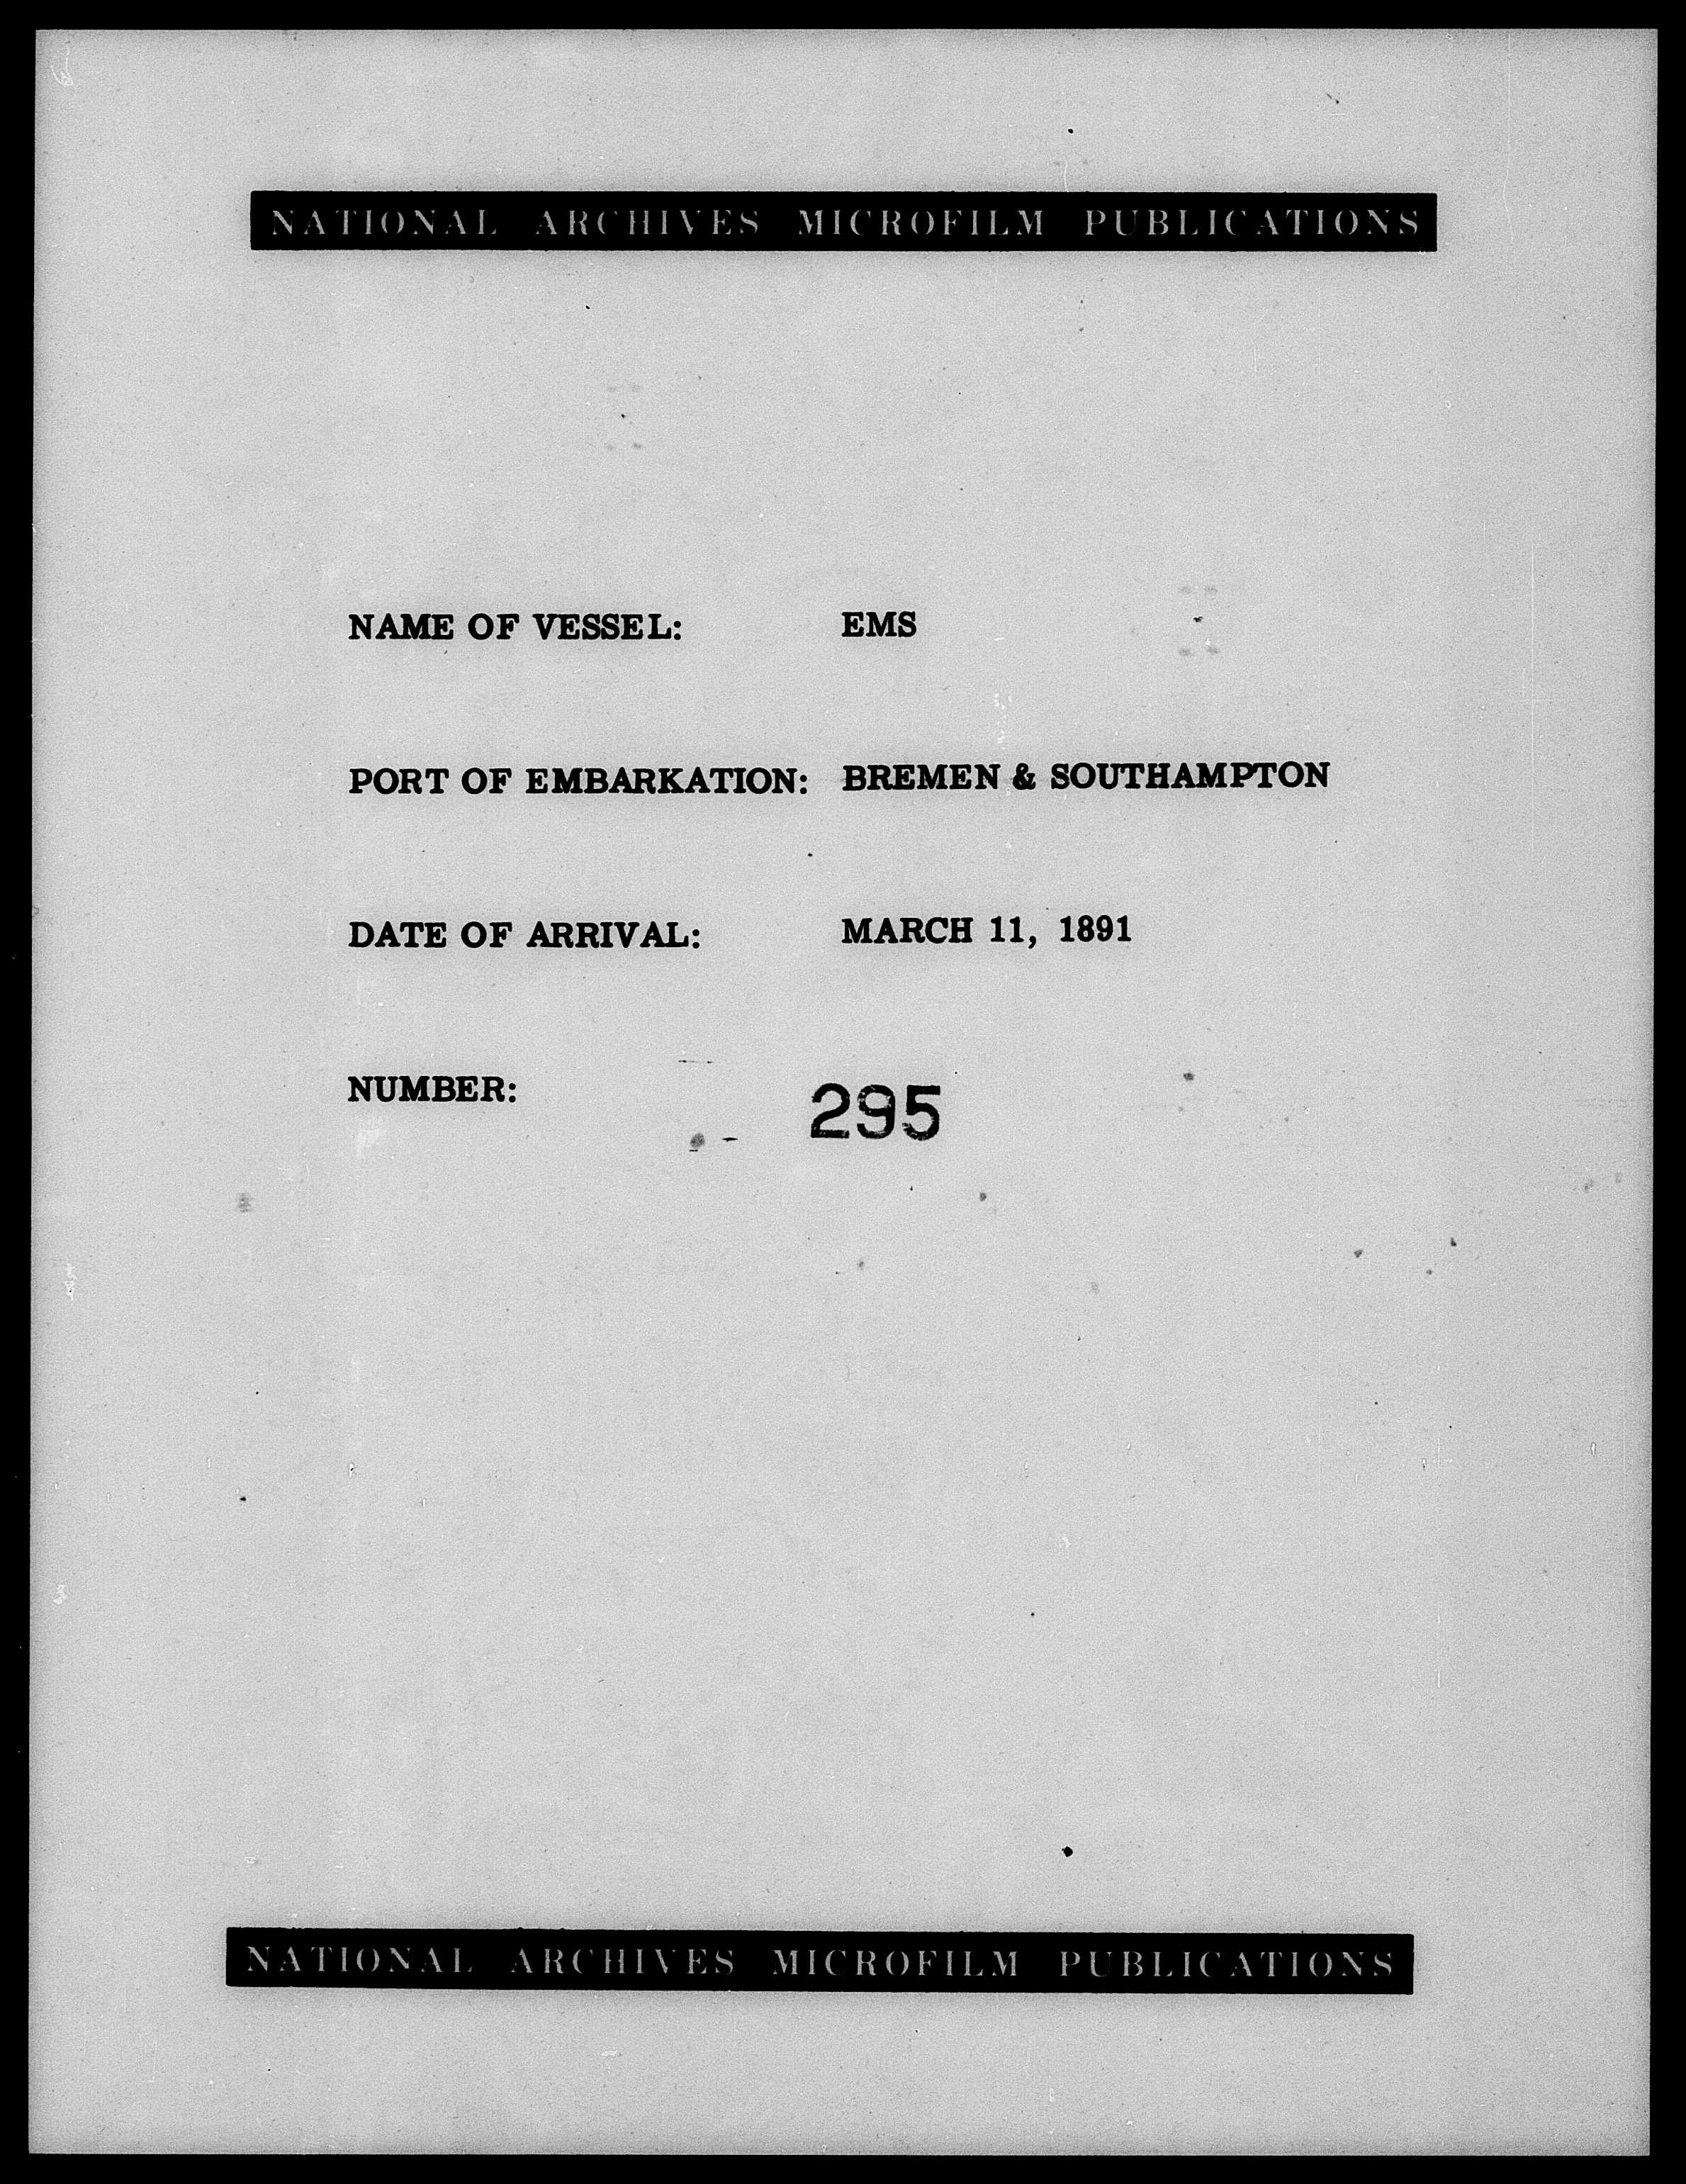 NATIONAL ARCHIVES MICROFILM PUBLICATIONS
NAME OF VESSEL: EMS
PORT OF EMBARKATION: BREMEN & SOUTHAMPTON
DATE OF ARRIVAL: MARCH 11, 1891
NUMBER: 295
NATIONAL ARCHIVES MICROFILM PUBLICATIONS